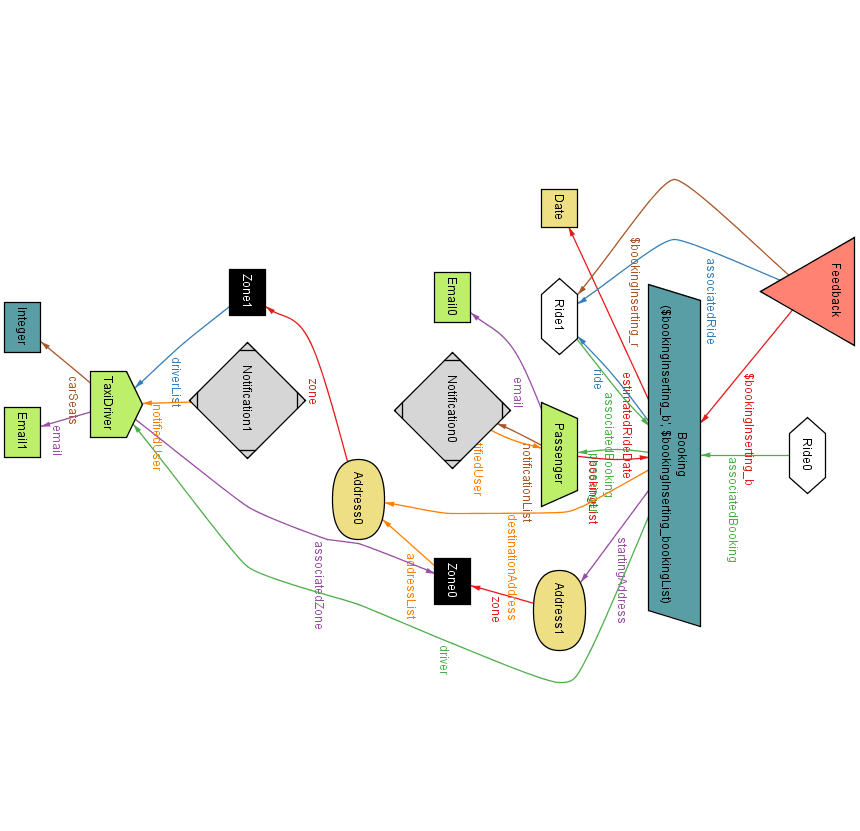 Feedback
Ride0
$bookingInserting_b
associatedBooking
associatedRide
Booking
($bookingInserting_b', $bookingInserting_bookingList)
$bookingInserting_r
estimatedRideDate
startingAddress
ride
associatedBooking
bookingList
Date
Ride1
Passenger
Address1
email
notificationList
destinationAddress
zone
tifiedUser
Email0
Notification0
Zone0
driver
addressList
Address0
zone
associatedZone
Zone1
Notification1
driverList
notifiedUser
TaxiDriver
carSeats
email
Integer
Email1